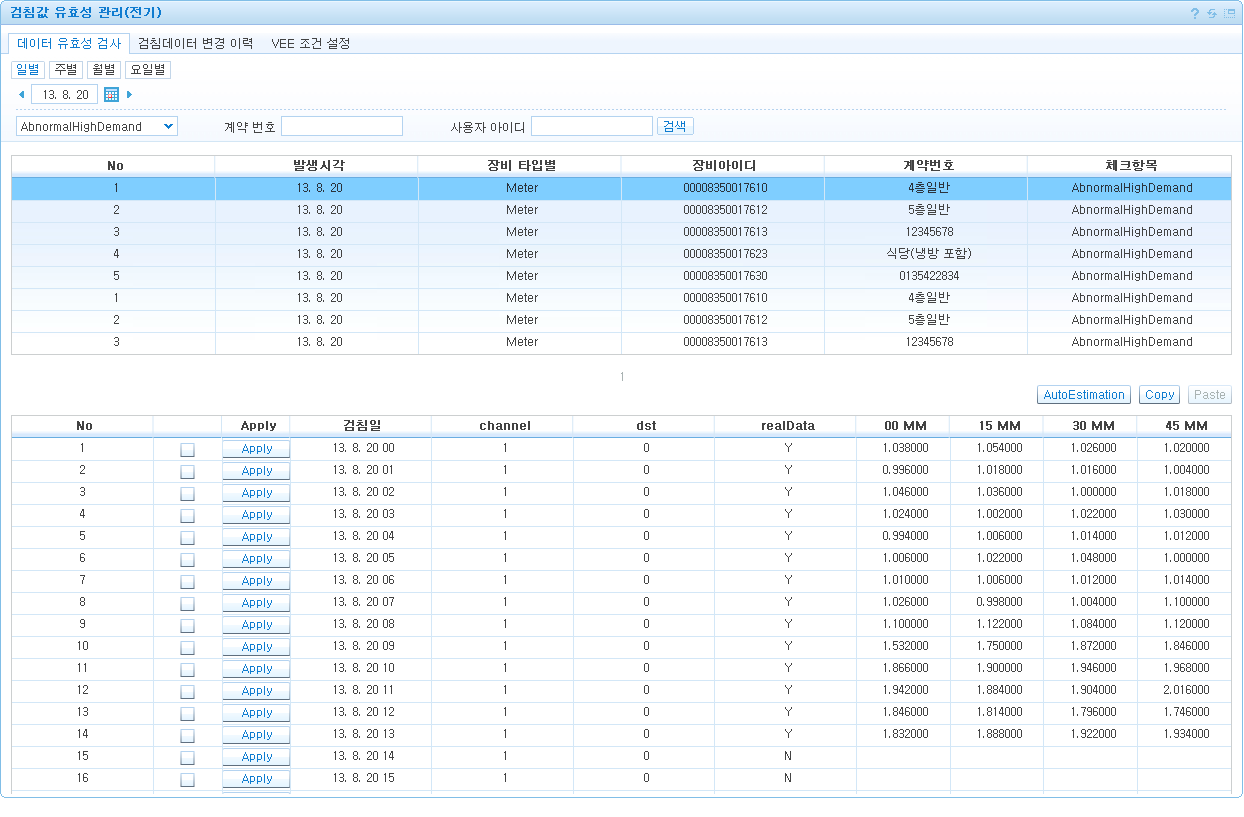 검침값 유효성 관리(전기)
데이터 유효성 검사 검침데이터 변경 이력 VEE 조건 설정
일별 주별 월별 요일별
13. 8. 20
AbnormalHighDemand 계약 번호 사용자 아이디 검색
No 발생시각 장비 타입별 장비아이디 계약번호 체크항목
1 13. 8. 20 Meter 00008350017610 4층일반 AbnormalHighDemand
2 13. 8. 20 Meter 00008350017612 5층일반 AbnormalHighDemand
3 13. 8. 20 Meter 00008350017613 12345678 AbnormalHighDemand
4 13. 8. 20 Meter 00008350017623 식당(냉방 포함) AbnormalHighDemand
5 13. 8. 20 Meter 00008350017630 0135422834 AbnormalHighDemand
1 13. 8. 20 Meter 00008350017610 4층일반 AbnormalHighDemand
2 13. 8. 20 Meter 00008350017612 5층일반 AbnormalHighDemand
3 13. 8. 20 Meter 00008350017613 12345678 AbnormalHighDemand
1
AutoEstimation Copy Paste
No Apply 검침일 channel dst realData 00 MM 15 MM 30 MM 45 MM
1 Apply 13. 8. 20 00 1 0 Y 1.038000 1.054000 1.026000 1.020000
2 Apply 13. 8. 20 01 1 0 Y 0.996000 1.018000 1.016000 1.004000
3 Apply 13. 8. 20 02 1 0 Y 1.046000 1.036000 1.000000 1.018000
4 Apply 13. 8. 20 03 1 0 Y 1.024000 1.002000 1.022000 1.030000
5 Apply 13. 8. 20 04 1 0 Y 0.994000 1.006000 1.014000 1.012000
6 Apply 13. 8. 20 05 1 0 Y 1.006000 1.022000 1.048000 1.000000
7 Apply 13. 8. 20 06 1 0 Y 1.010000 1.006000 1.012000 1.014000
8 Apply 13. 8. 20 07 1 0 Y 1.026000 0.998000 1.004000 1.100000
9 Apply 13. 8. 20 08 1 0 Y 1.100000 1.122000 1.084000 1.120000
10 Apply 13. 8. 20 09 1 0 Y 1.532000 1.750000 1.872000 1.846000
11 Apply 13. 8. 20 10 1 0 Y 1.866000 1.900000 1.946000 1.968000
12 Apply 13. 8. 20 11 1 0 Y 1.942000 1.884000 1.904000 2.016000
13 Apply 13. 8. 20 12 1 0 Y 1.846000 1.814000 1.796000 1.746000
14 Apply 13. 8. 20 13 1 0 Y 1.832000 1.888000 1.922000 1.934000
15 Apply 13. 8. 20 14 1 0 N
16 Apply 13. 8. 20 15 1 0 N